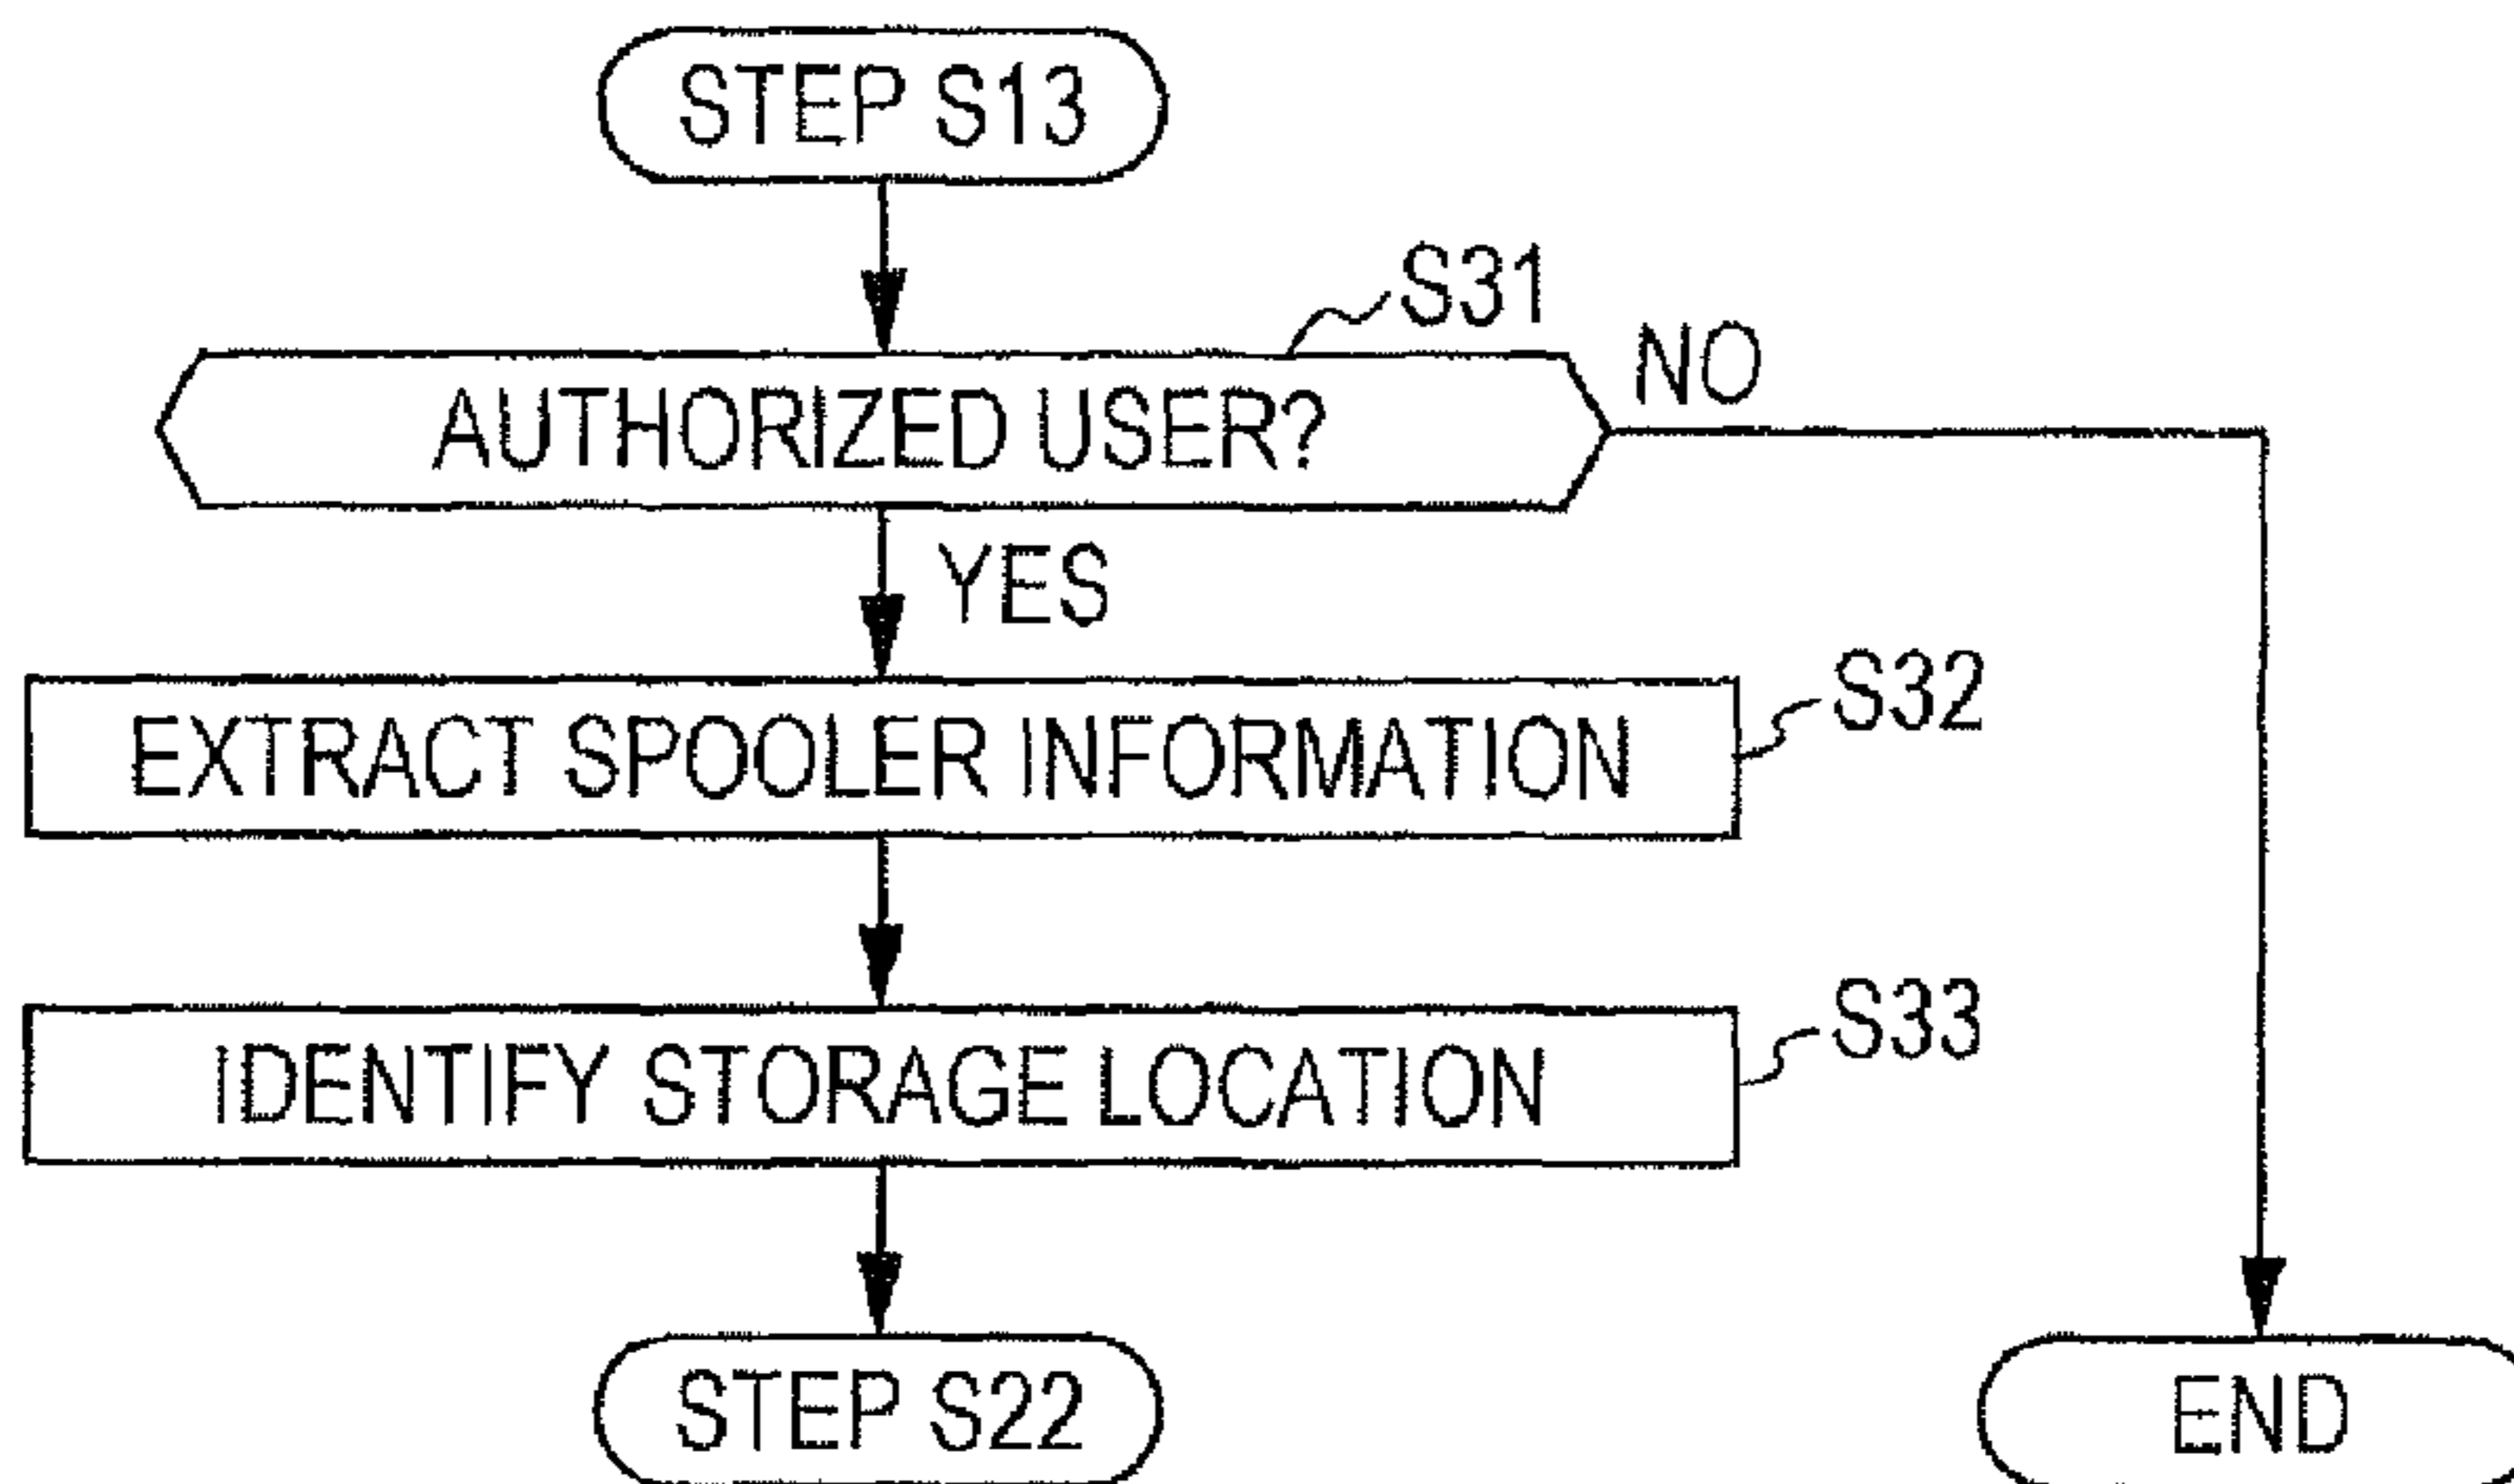 STEP S13
S31
AUTHORIZED USER?
NO
YES
S32
EXTRACT SPOOLER INFORMATION
S33
IDENTIFY STORAGE LOCATION
STEP S22
END